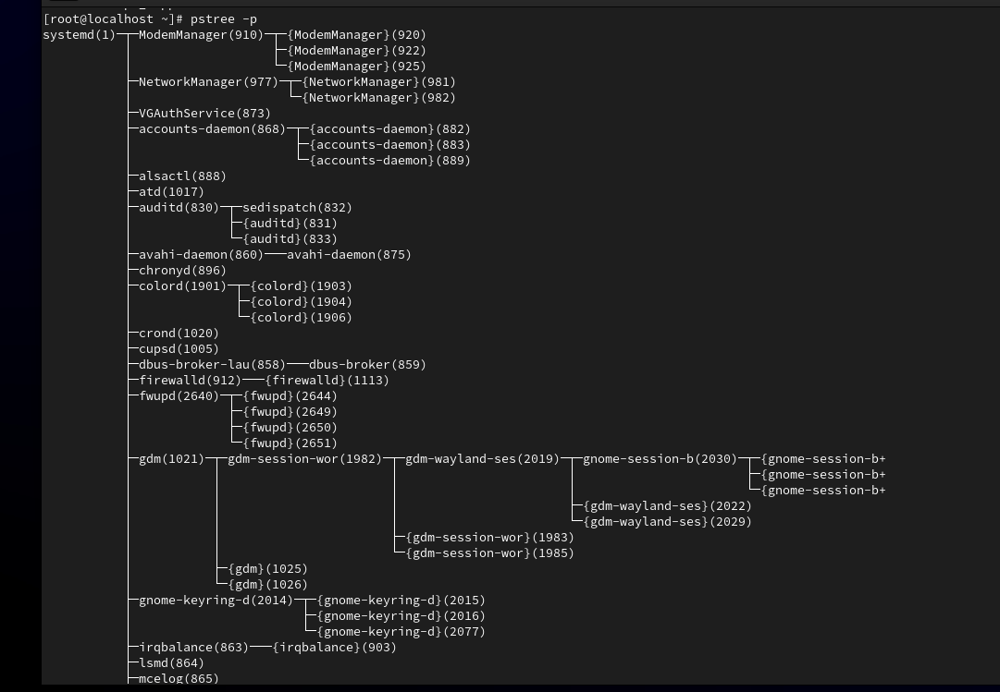 [root@localhost ~]# pstree -p
systemd(1)─┬─ModemManager(910)─┬─{ModemManager}(920)
           │                   ├─{ModemManager}(922)
           │                   └─{ModemManager}(925)
           ├─NetworkManager(977)─┬─{NetworkManager}(981)
           │                     └─{NetworkManager}(982)
           ├─VGAuthService(873)
           ├─accounts-daemon(868)─┬─{accounts-daemon}(882)
           │                      ├─{accounts-daemon}(883)
           │                      └─{accounts-daemon}(889)
           ├─alsactl(888)
           ├─atd(1017)
           ├─auditd(830)─┬─sedispatch(832)
           │             ├─{auditd}(831)
           │             └─{auditd}(833)
           ├─avahi-daemon(860)───avahi-daemon(875)
           ├─chronyd(896)
           ├─colord(1901)─┬─{colord}(1903)
           │              ├─{colord}(1904)
           │              └─{colord}(1906)
           ├─crond(1020)
           ├─cupsd(1005)
           ├─dbus-broker-lau(858)───dbus-broker(859)
           ├─firewalld(912)───{firewalld}(1113)
           ├─fwupd(2640)─┬─{fwupd}(2644)
           │             ├─{fwupd}(2649)
           │             ├─{fwupd}(2650)
           │             └─{fwupd}(2651)
           ├─gdm(1021)─┬─gdm-session-wor(1982)─┬─gdm-wayland-ses(2019)─┬─gnome-session-b(2030)─┬─{gnome-session-b+
           │           │                       │                       │                       ├─{gnome-session-b+
           │           │                       │                       │                       └─{gnome-session-b+
           │           │                       │                       ├─{gdm-wayland-ses}(2022)
           │           │                       │                       └─{gdm-wayland-ses}(2029)
           │           │                       ├─{gdm-session-wor}(1983)
           │           │                       └─{gdm-session-wor}(1985)
           │           ├─{gdm}(1025)
           │           └─{gdm}(1026)
           ├─gnome-keyring-d(2014)─┬─{gnome-keyring-d}(2015)
           │                       ├─{gnome-keyring-d}(2016)
           │                       └─{gnome-keyring-d}(2077)
           ├─irqbalance(863)───{irqbalance}(903)
           ├─lsmd(864)
           ├─mcelog(865)